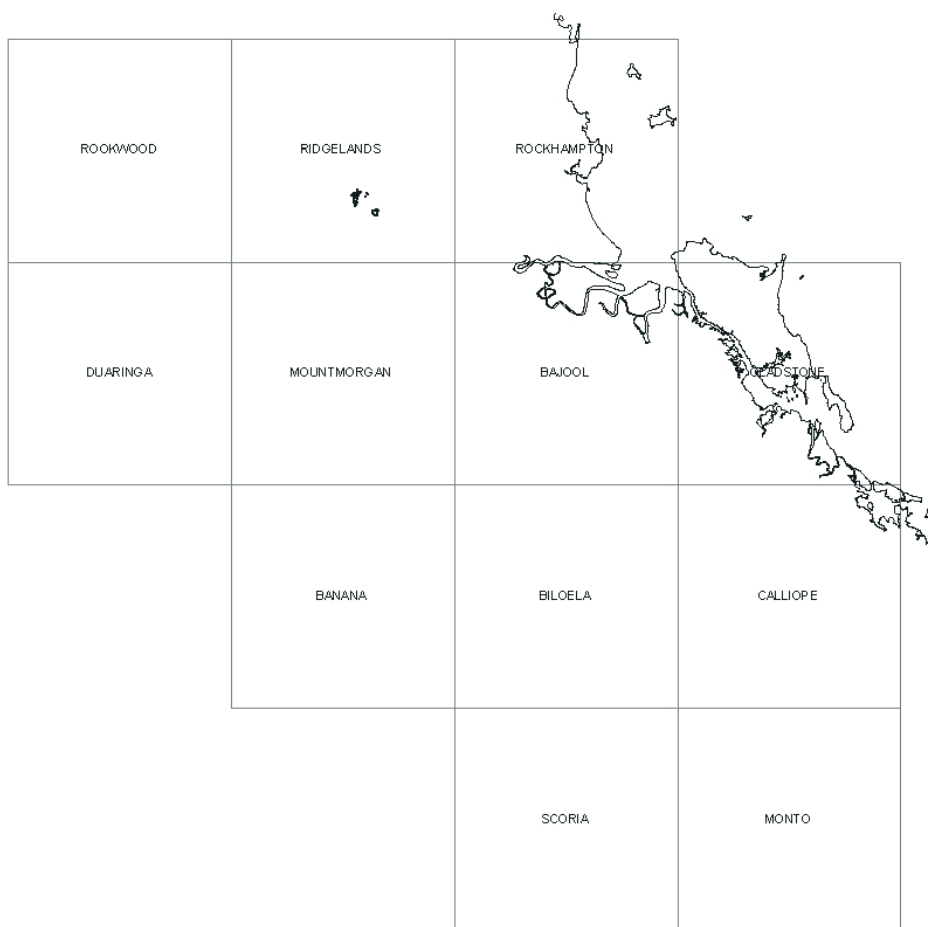 ROOKWOOD
RIDGELANDS
ROCKHAMPTON
DUARINGA
MOUNTMORGAN
BAJOOL
GLADSTONE
BANANA
BILOELA
CALLIOPE
SCORIA
MONTO